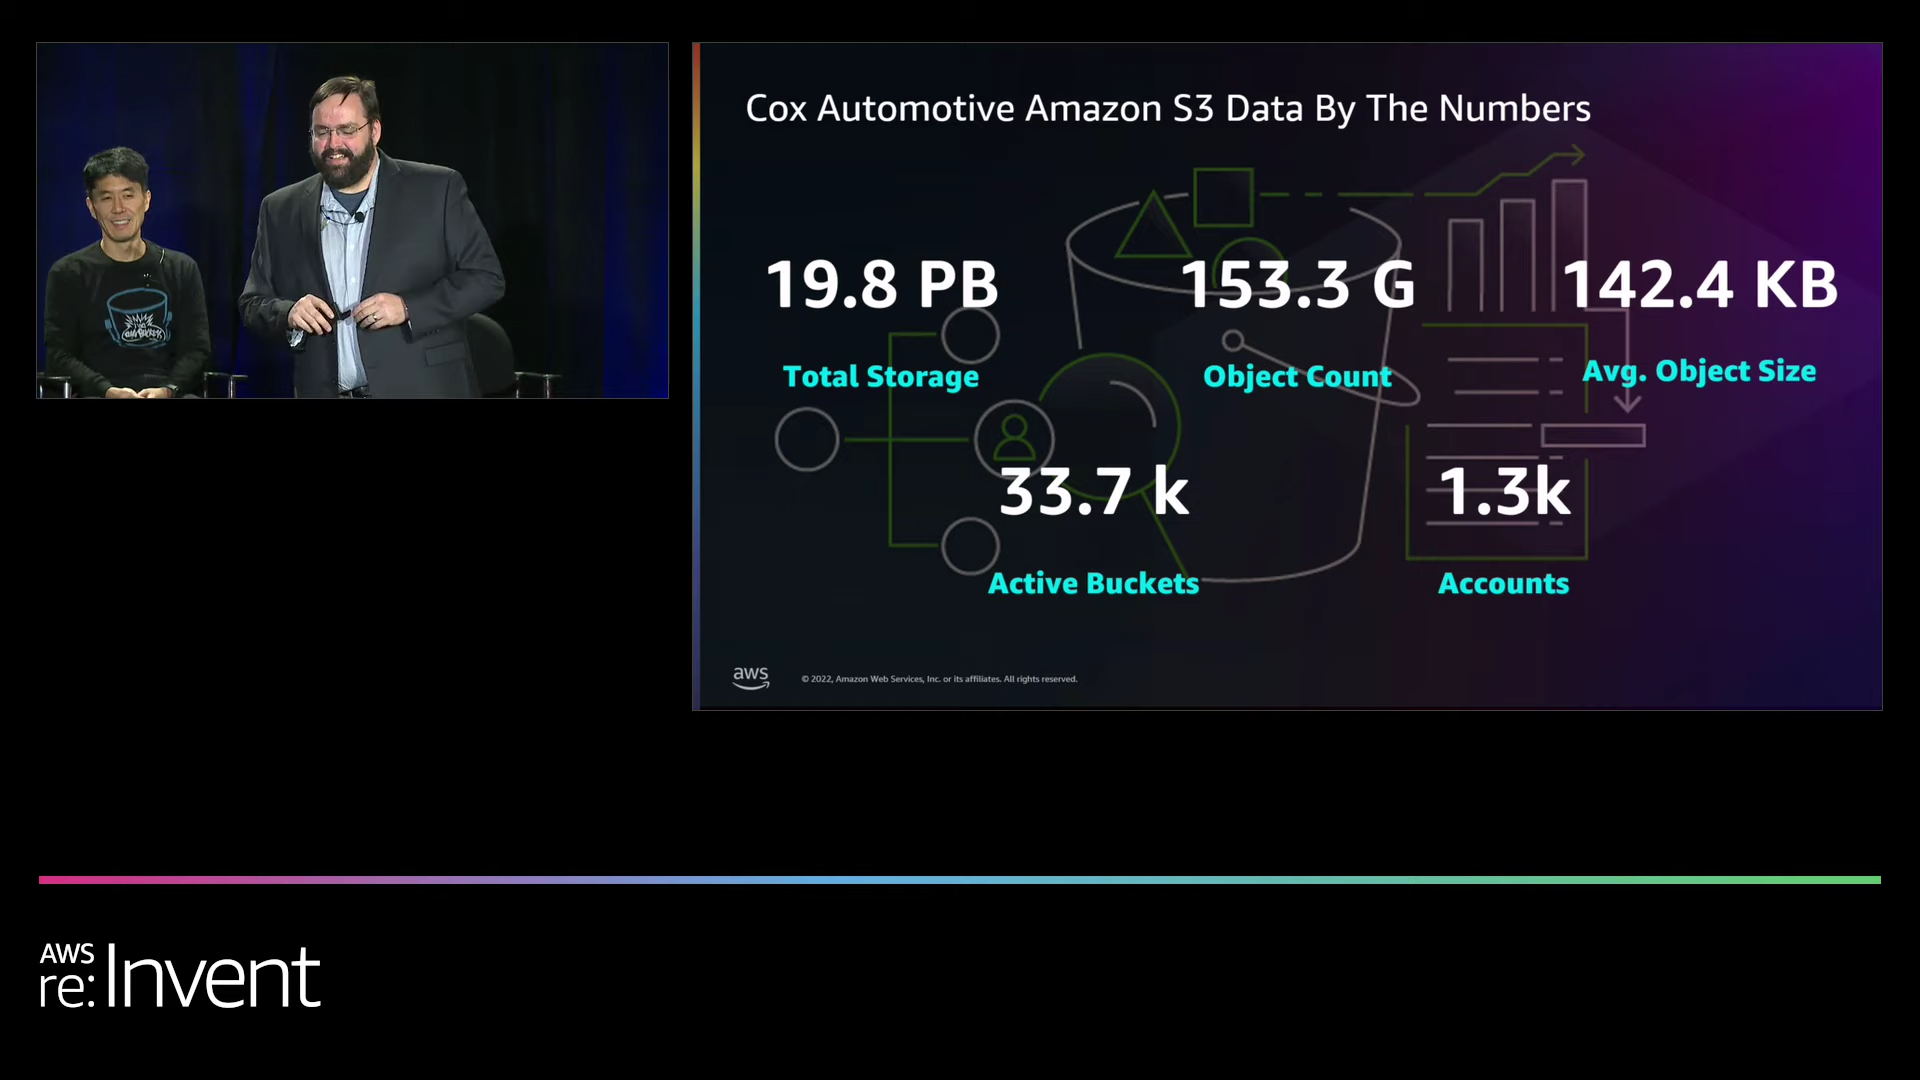 Cox Automotive Amazon S3 Data By The Numbers
19.8 PB
153.3 G
142.4 KB
Total Storage
Object Count
Avg. Object Size
33.7 k
1.3k
Active Buckets
Accounts
aws
© 2022, Amazon Web Services, Inc. or its affiliates. All rights reserved.
AWS
re:Invent